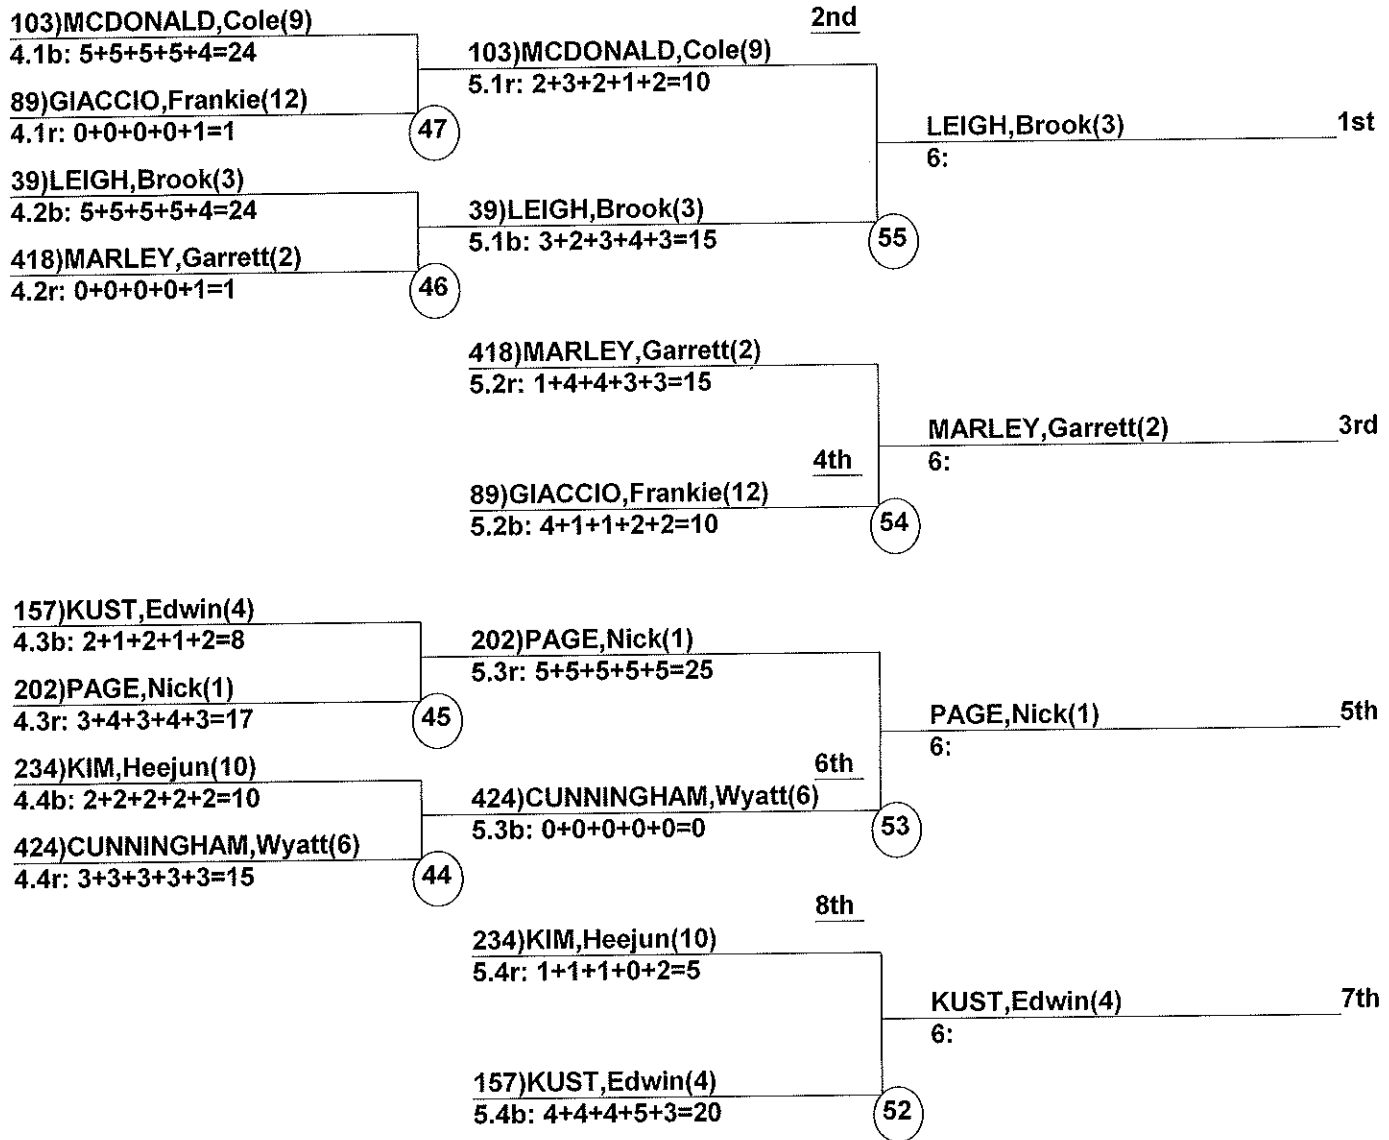 103)MCDONALD,Cole(9)
4.1b: 5+5+5+5+4=24
89)GIACCIO,Frankie(12)
4.1r: 0+0+0+0+1=1
47
39)LEIGH,Brook(3)
4.2b: 5+5+5+5+4=24
418)MARLEY,Garrett(2)
4.2r: 0+0+0+0+1=1
46
2nd
103)MCDONALD,Cole(9)
5.1r: 2+3+2+1+2=10
39)LEIGH,Brook(3)
5.1b: 3+2+3+4+3=15
55
LEIGH,Brook(3)
1st
6:
418)MARLEY,Garrett(2)
5.2r: 1+4+4+3+3=15
4th
89)GIACCIO,Frankie(12)
5.2b: 4+1+1+2+2=10
54
MARLEY,Garrett(2)
3rd
6:
157)KUST,Edwin(4)
4.3b: 2+1+2+1+2=8
202)PAGE,Nick(1)
4.3r: 3+4+3+4+3=17
45
234)KIM,Heejun(10)
4.4b: 2+2+2+2+2=10
424)CUNNINGHAM,Wyatt(6)
4.4r: 3+3+3+3+3=15
44
202)PAGE,Nick(1)
5.3r: 5+5+5+5+5=25
6th
424)CUNNINGHAM,Wyatt(6)
5.3b: 0+0+0+0+0=0
53
PAGE,Nick(1)
5th
6:
8th
234)KIM,Heejun(10)
5.4r: 1+1+1+0+2=5
157)KUST,Edwin(4)
5.4b: 4+4+4+5+3=20
52
KUST,Edwin(4)
7th
6: